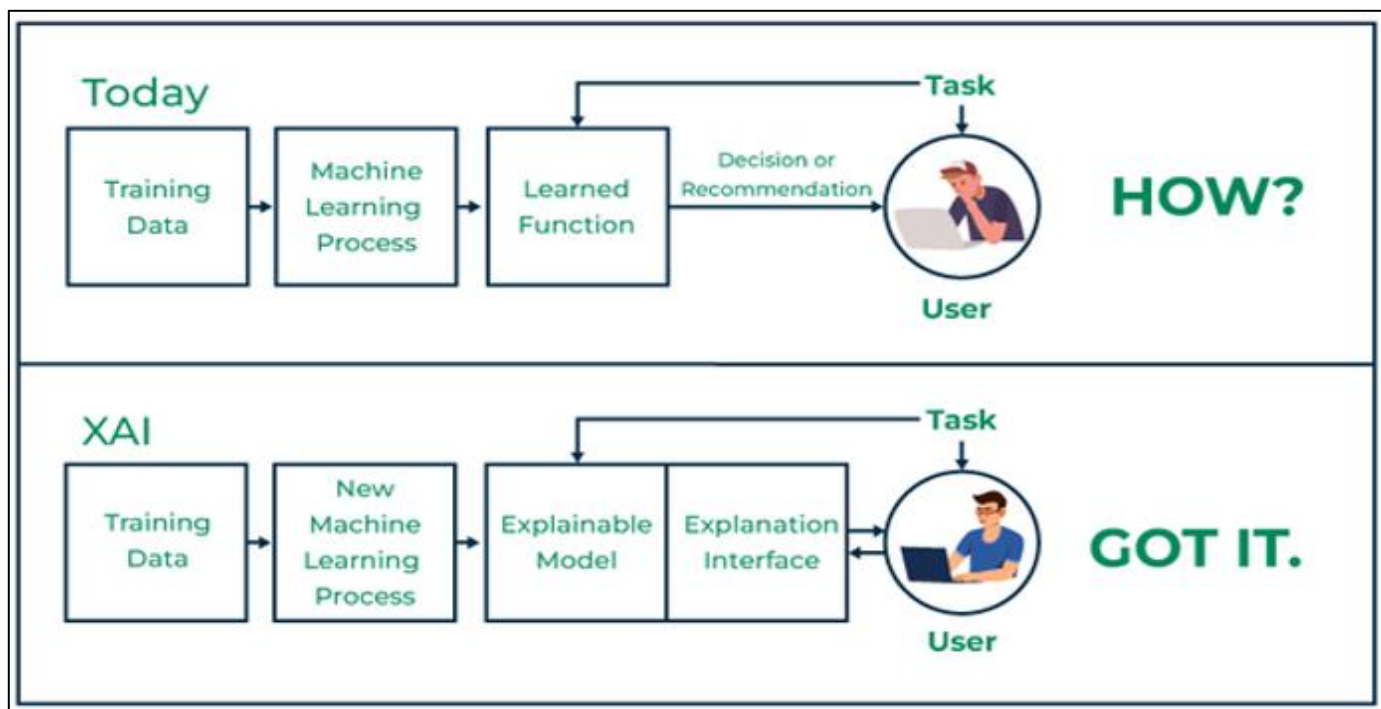 Today
Task
Training
Data
Machine
Learning
Process
Learned
Function
Decision or
Recommendation
User
HOW?
XAI
Task
Training
Data
New
Machine
Learning
Process
Explainable
Model
Explanation
Interface
User
GOT IT.